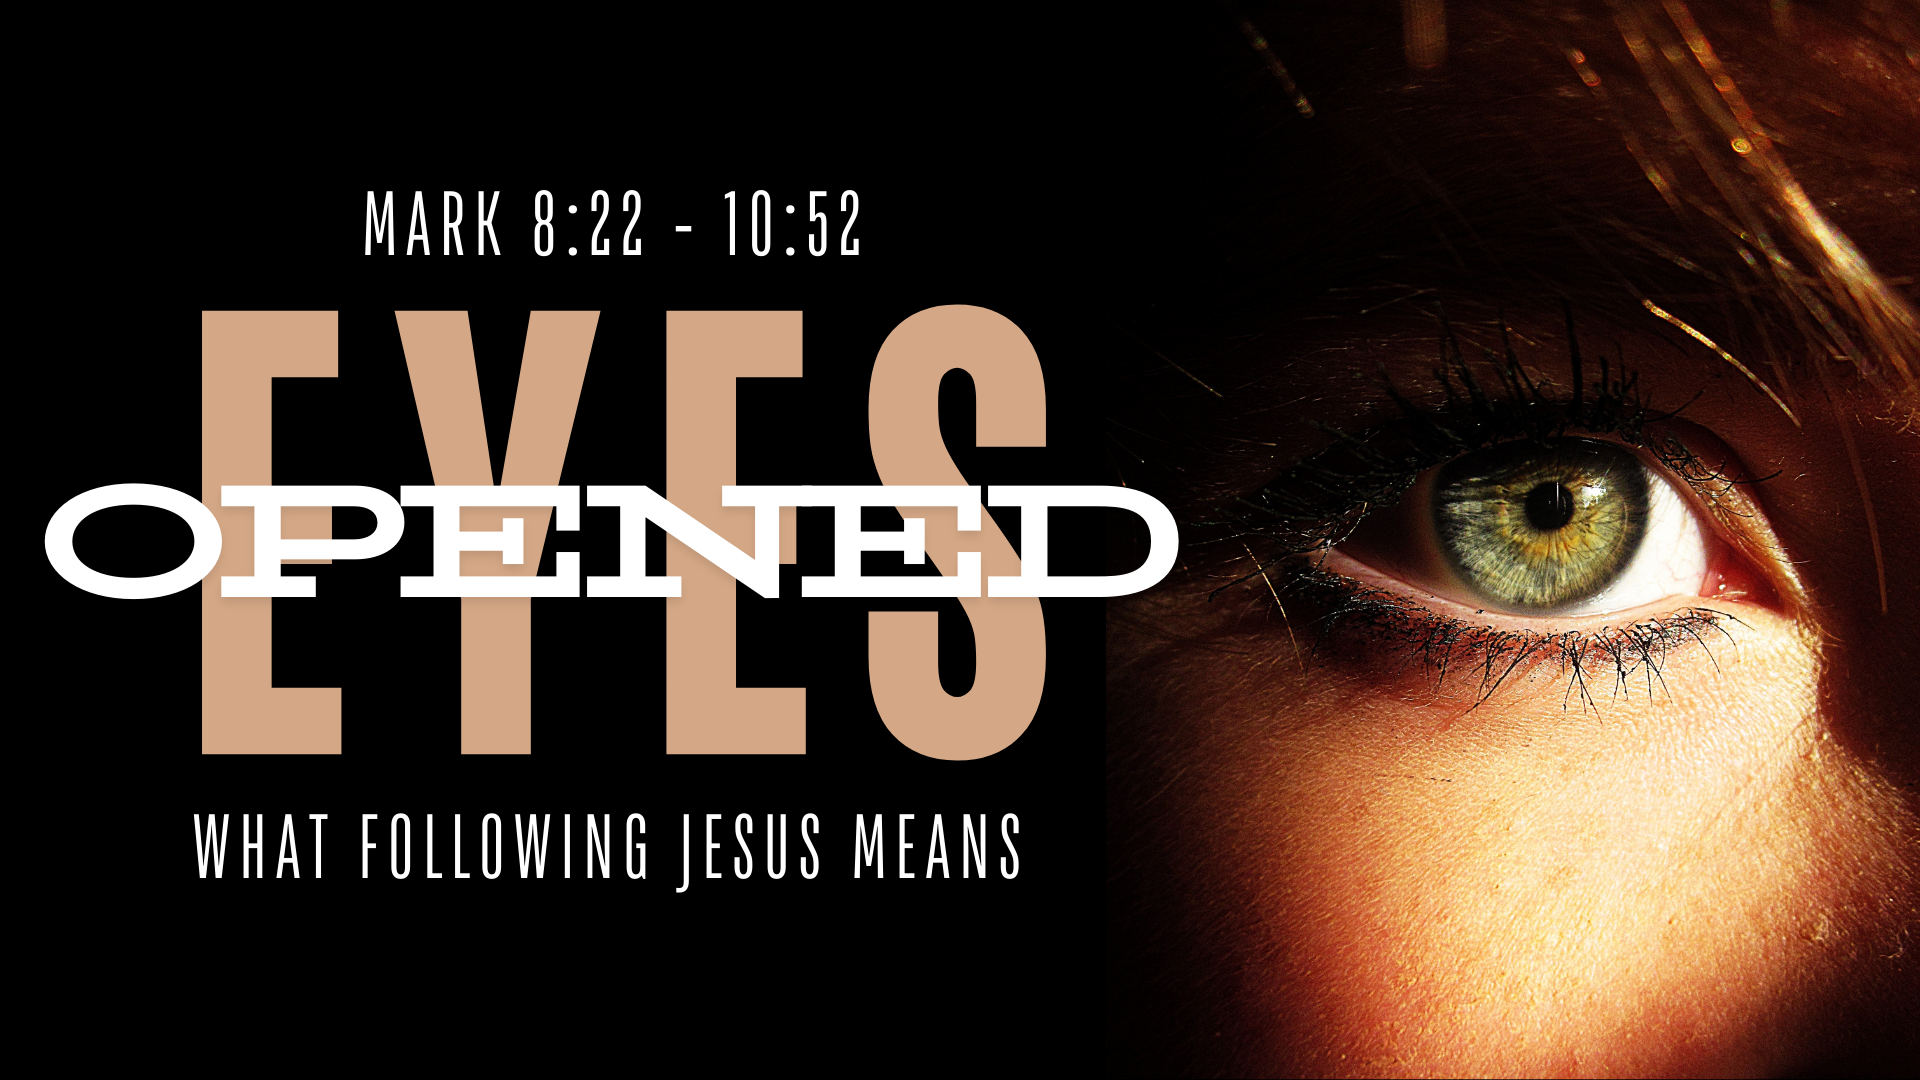 MARK 8:22 - 10:52
EYES
OPENED
WHAT FOLLOWING JESUS MEANS